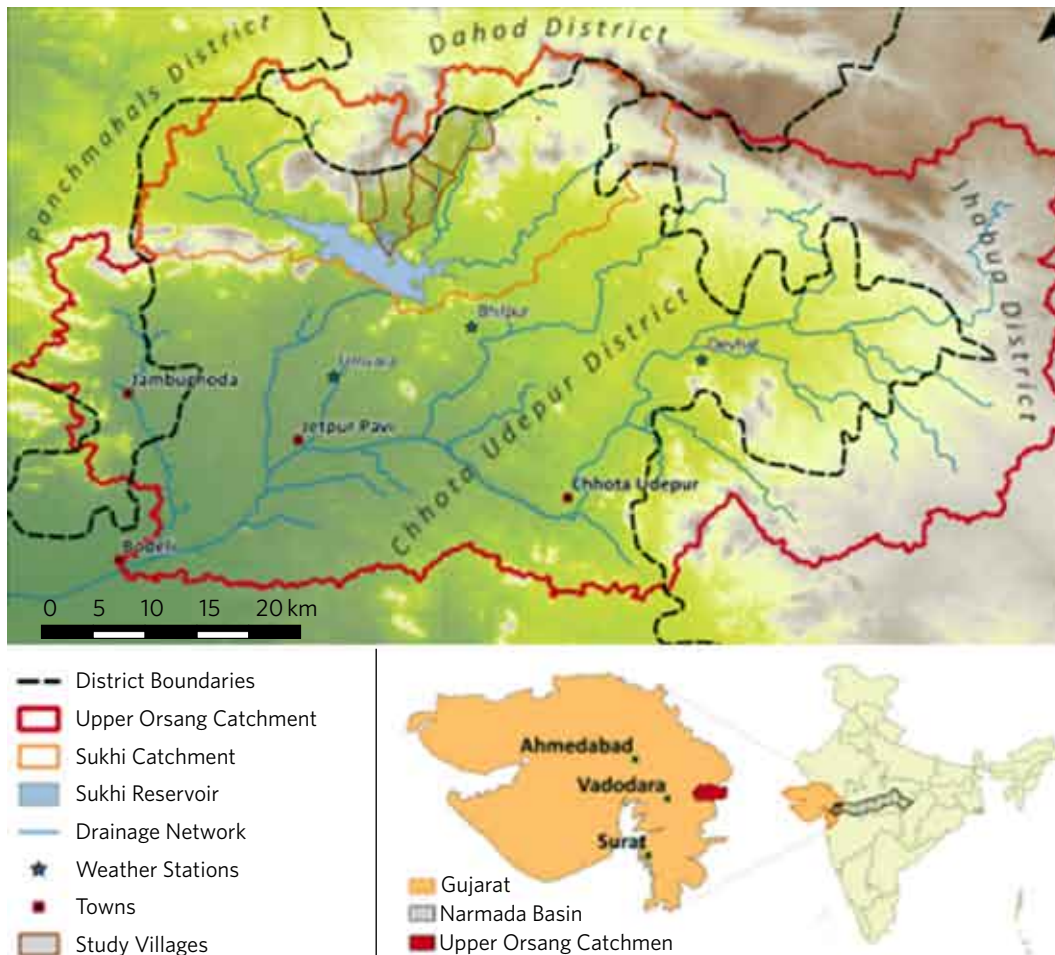 Dahod District
Panchmahals District
Jhabua District
Bhilpur
Devhat
Jambughoda
Jetpur Pavi
Chhota Udepur District
Chhota Udepur
Bodeli
0 5 10 15 20 km
District Boundaries
Upper Orsang Catchment
Sukhi Catchment
Sukhi Reservoir
Drainage Network
Weather Stations
Towns
Study Villages
Ahmedabad
Vadodara
Surat
Gujarat
Narmada Basin
Upper Orsang Catchmen